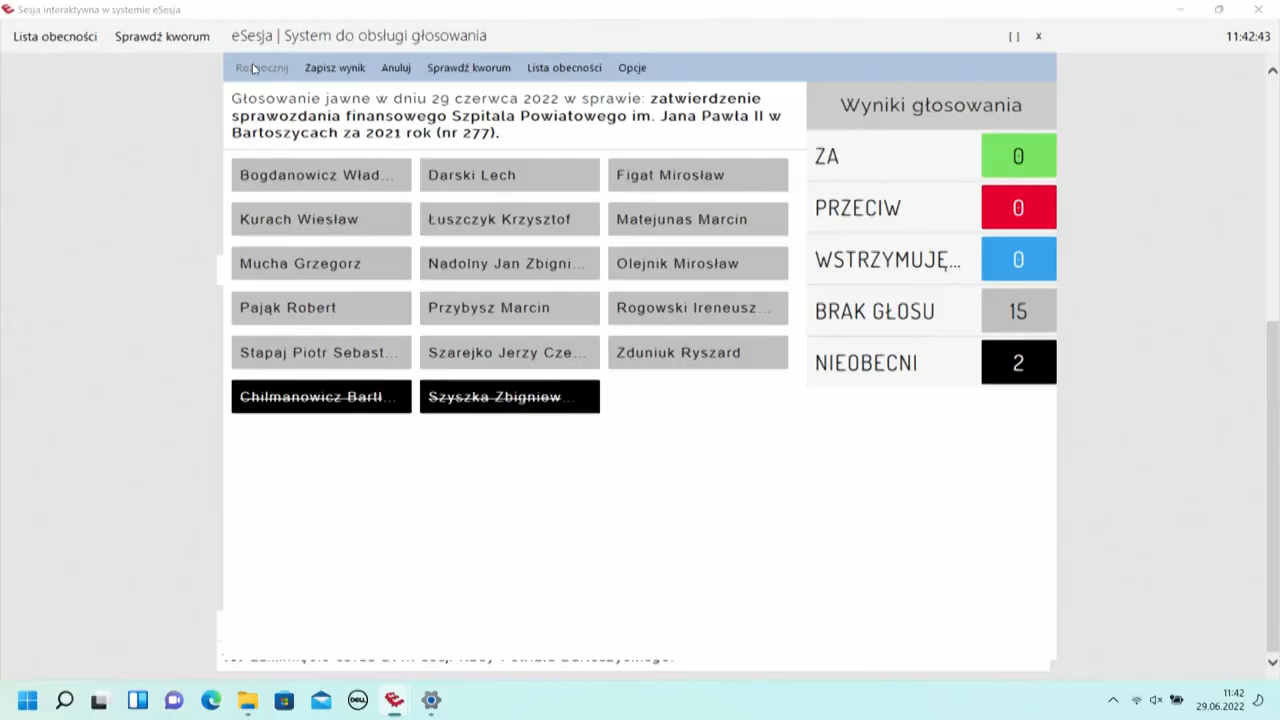 Sesja interaktywna w systemie eSesja
Lista obecności Sprawdź kworum eSesja | System do obsługi głosowania [ ] x 11:42:43
Rozpocznij Zapisz wynik Anuluj Sprawdź kworum Lista obecności Opcje
Głosowanie jawne w dniu 29 czerwca 2022 w sprawie: zatwierdzenie
sprawozdania finansowego Szpitala Powiatowego im. Jana Pawła II w
Bartoszycach za 2021 rok (nr 277).
Wyniki głosowania
Bogdanowicz Wład... Darski Lech Figat Mirosław
Kurach Wiesław Łuszczyk Krzysztof Matejunas Marcin
Mucha Grzegorz Nadolny Jan Zbigni... Olejnik Mirosław
Pająk Robert Przybysz Marcin Rogowski Ireneusz...
Stapaj Piotr Sebast... Szarejko Jerzy Cze... Zduniuk Ryszard
Chilmanowicz Bartł... Szyszka Zbigniew...
ZA 0
PRZECIW 0
WSTRZYMUJĘ... 0
BRAK GŁOSU 15
NIEOBECNI 2
DELL
11:42
29.06.2022